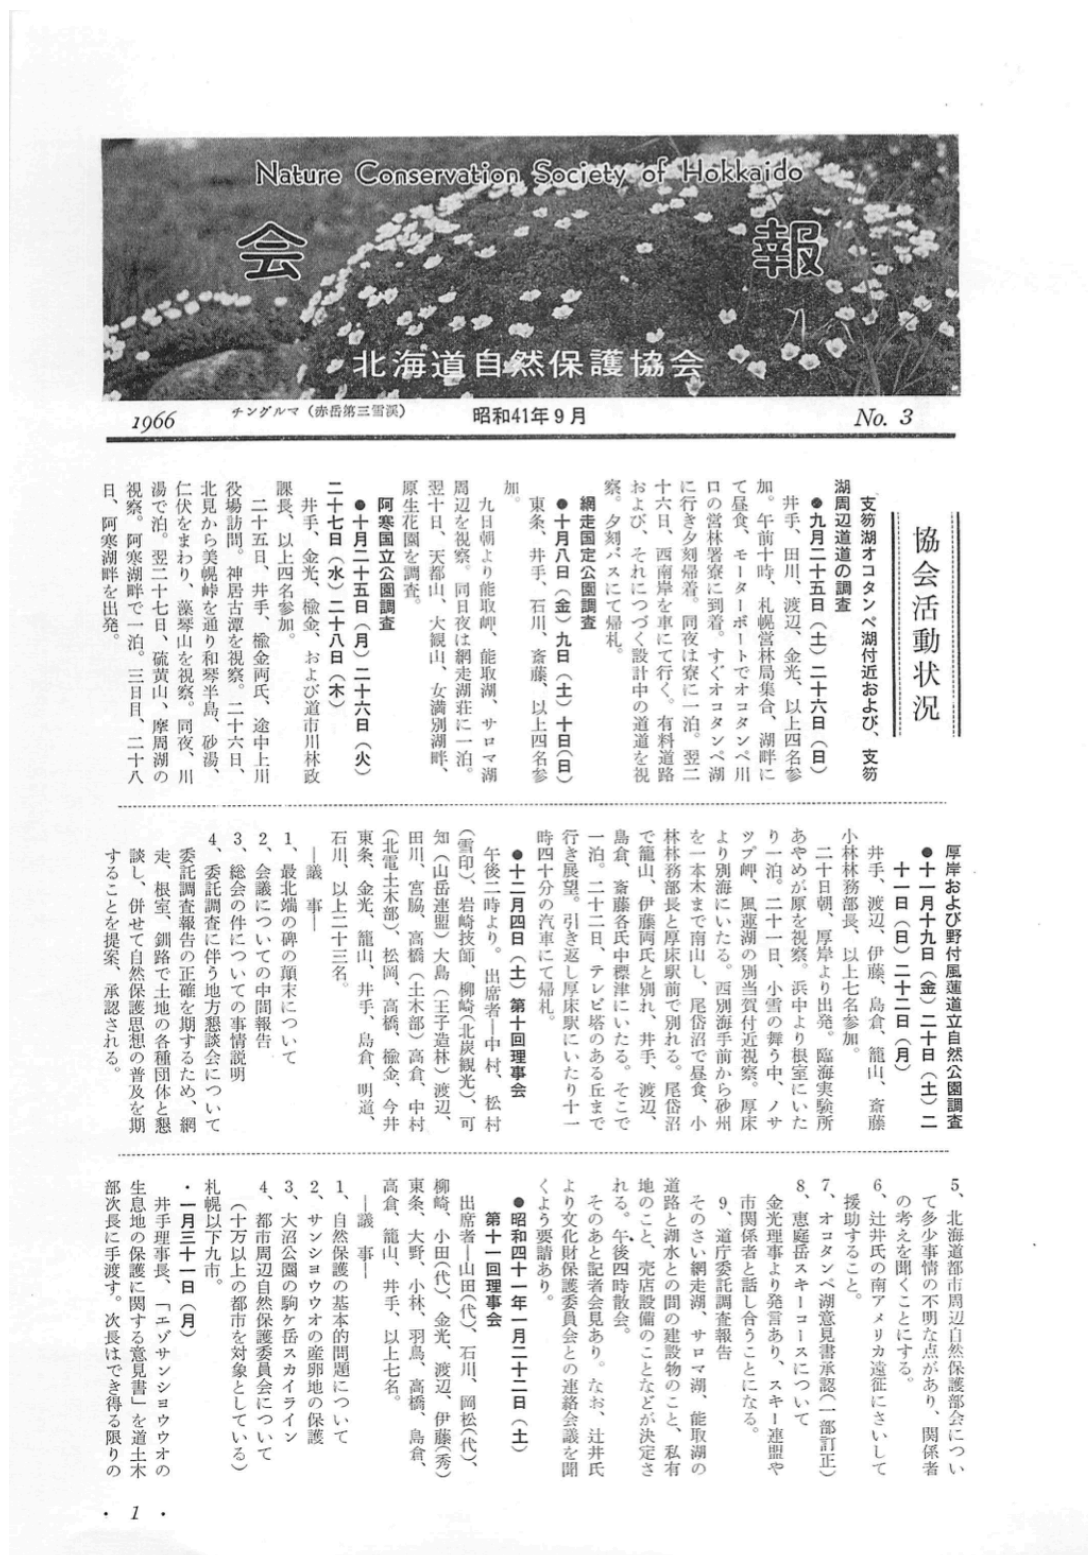 Nature Conservation Society of Hokkaido
会報
北海道自然保護協会
1966
チングルマ（赤岳第三雪渓）
昭和41年9月
No. 3
協会活動状況
支笏湖オコタンペ湖付近および、支笏
湖周辺道道の調査
●九月二十五日（土）二十六日（日）
井手、田川、渡辺、金光、以上四名参
加。午前十時、札幌営林局集合、湖畔に
て昼食、モーターボートでオコタンペ川
口の営林署寮に到着。すぐオコタンペ湖
に行き夕刻帰着。同夜は寮に一泊。翌二
十六日、西南岸を車にて行く。有料道路
および、それにつづく設計中の道道を視
察。夕刻バスにて帰札。
網走国定公園調査
●十月八日（金）九日（土）十日（日）
東条、井手、石川、斎藤、以上四名参
加。
九日朝より能取岬、能取湖、サロマ湖
周辺を視察。同日夜は網走湖荘に一泊。
翌十日、天都山、大観山、女満別湖畔、
原生花園を調査。
阿寒国立公園調査
●十月二十五日（月）二十六日（火）
二十七日（水）二十八日（木）
井手、金光、楡金、および道市川林政
課長、以上四名参加。
二十五日、井手、楡金両氏、途中上川
役場訪問。神居古潭を視察。二十六日、
北見から美幌峠を通り和琴半島、砂湯、
仁伏をまわり、藻琴山を視察。同夜、川
湯で泊。翌二十七日、硫黄山、摩周湖の
視察。阿寒湖畔で一泊。三日目、二十八
日、阿寒湖畔を出発。
厚岸および野付風蓮道立自然公園調査
●十一月十九日（金）二十日（土）二
十一日（日）二十二日（月）
井手、渡辺、伊藤、島倉、籠山、斎藤
小林林務部長、以上七名参加。
二十日朝、厚岸より出発。臨海実験所
あやめが原を視察。浜中より根室にいた
り一泊。二十一日、小雪の舞う中、ノサ
ップ岬、風蓮湖の別当賀付近視察。厚床
より別海にいたる。西別海手前から砂州
を一本木まで南山し、尾岱沼で昼食、小
林林務部長と厚床駅前で別れる。尾岱沼
で籠山、伊藤両氏と別れ、井手、渡辺、
島倉、斎藤各氏中標津にいたる。そこで
一泊。二十二日、テレビ塔のある丘まで
行き展望。引き返し厚床駅にいたり十一
時四十分の汽車にて帰札。
●十二月四日（土）第十回理事会
午後二時より。出席者―中村、松村
（雪印）、岩崎技師、柳崎（北炭観光）、可
知（山岳連盟）大島（王子造林）渡辺、
田川、宮脇、高橋（土木部）高倉、中村
（北電土木部）、松岡、高橋、楡金、今井
東条、金光、籠山、井手、島倉、明道、
石川、以上二十三名。
―議　事―
1、最北端の碑の顛末について
2、会議についての中間報告
3、総会の件についての事情説明
4、委託調査に伴う地方懇談会について
委託調査報告の正確を期するため、網
走、根室、釧路で土地の各種団体と懇
談し、併せて自然保護思想の普及を期
することを提案、承認される。
5、北海道都市周辺自然保護部会につい
て多少事情の不明な点があり、関係者
の考えを聞くことにする。
6、辻井氏の南アメリカ遠征にさいして
援助すること。
7、オコタンペ湖意見書承認（一部訂正）
8、恵庭岳スキーコースについて
金光理事より発言あり、スキー連盟や
市関係者と話し合うことになる。
9、道庁委託調査報告
そのさい網走湖、サロマ湖、能取湖の
道路と湖水との間の建設物のこと、私有
地のこと、売店設備のことなどが決定さ
れる。午後四時散会。
そのあと記者会見あり。なお、辻井氏
より文化財保護委員会との連絡会議を開
くよう要請あり。
●昭和四十一年一月二十二日（土）
第十一回理事会
出席者―山田（代）、石川、岡松（代）、
柳崎、小田（代）、金光、渡辺、伊藤（秀）
東条、大野、小林、羽鳥、高橋、島倉、
高倉、籠山、井手、以上七名。
―議　事―
1、自然保護の基本的問題について
2、サンショウウオの産卵地の保護
3、大沼公園の駒ケ岳スカイライン
4、都市周辺自然保護委員会について
（十万以上の都市を対象としている）
札幌以下九市。
・一月三十一日（月）
井手理事長、「エゾサンショウウオの
生息地の保護に関する意見書」を道土木
部次長に手渡す。次長はでき得る限りの
・ 1 ・